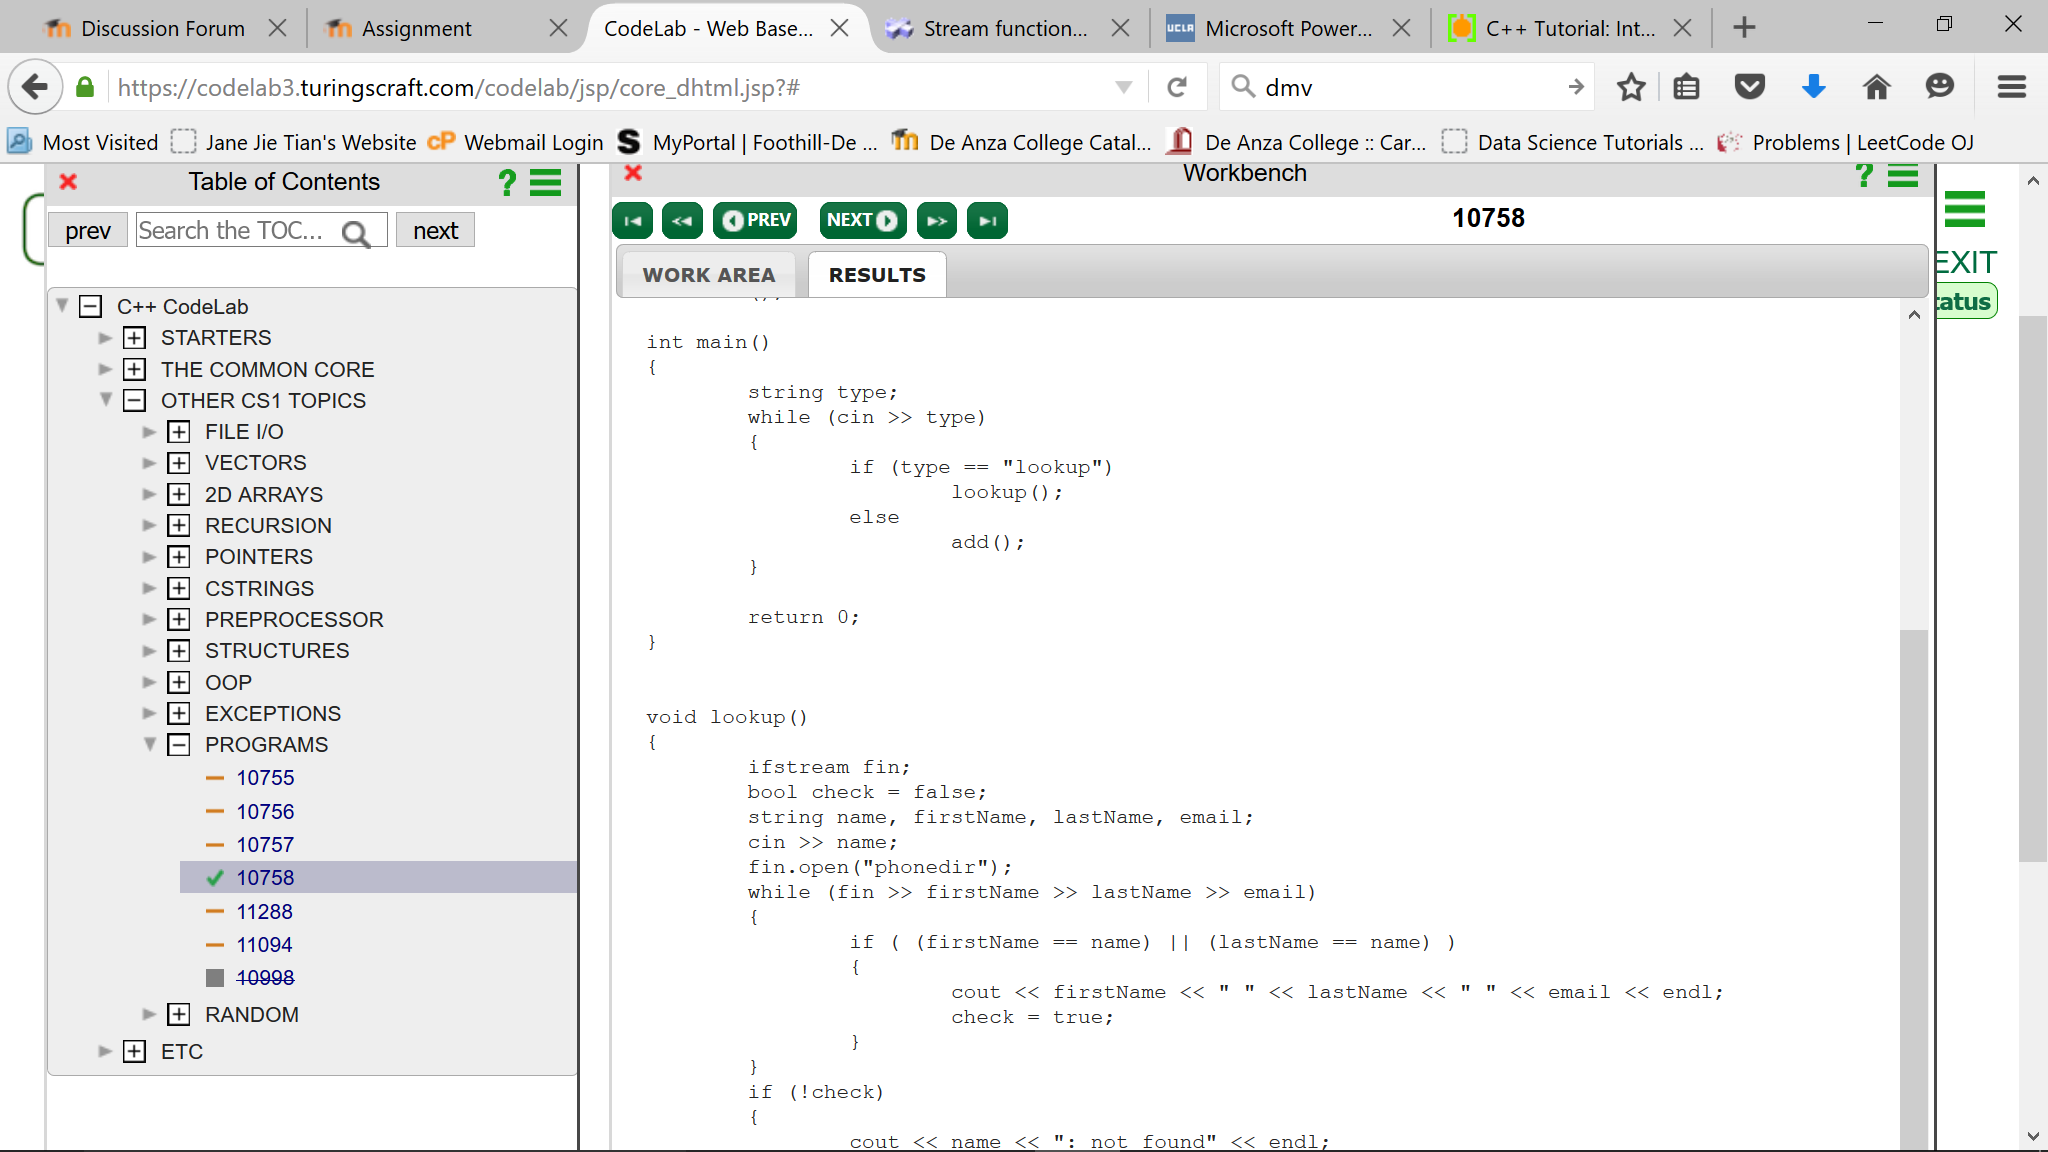 Discussion Forum
Assignment
CodeLab - Web Base...
Stream function...
UCLA Microsoft Power...
C++ Tutorial: Int...
https://codelab3.turingscraft.com/codelab/jsp/core_dhtml.jsp?#
dmv
Most Visited
Jane Jie Tian's Website
cP Webmail Login
S MyPortal | Foothill-De ...
De Anza College Catal...
De Anza College :: Car...
Data Science Tutorials ...
Problems | LeetCode OJ
Table of Contents
?
prev
Search the TOC...
next
C++ CodeLab
STARTERS
THE COMMON CORE
OTHER CS1 TOPICS
FILE I/O
VECTORS
2D ARRAYS
RECURSION
POINTERS
CSTRINGS
PREPROCESSOR
STRUCTURES
OOP
EXCEPTIONS
PROGRAMS
10755
10756
10757
10758
11288
11094
10998
RANDOM
ETC
Workbench
?
PREV
NEXT
10758
WORK AREA
RESULTS
EXIT
tatus
int main()
{
string type;
while (cin >> type)
{
if (type == "lookup")
lookup();
else
add();
}
return 0;
}
void lookup()
{
ifstream fin;
bool check = false;
string name, firstName, lastName, email;
cin >> name;
fin.open("phonedir");
while (fin >> firstName >> lastName >> email)
{
if ( (firstName == name) || (lastName == name) )
{
cout << firstName << " " << lastName << " " << email << endl;
check = true;
}
}
if (!check)
{
cout << name << ": not found" << endl;